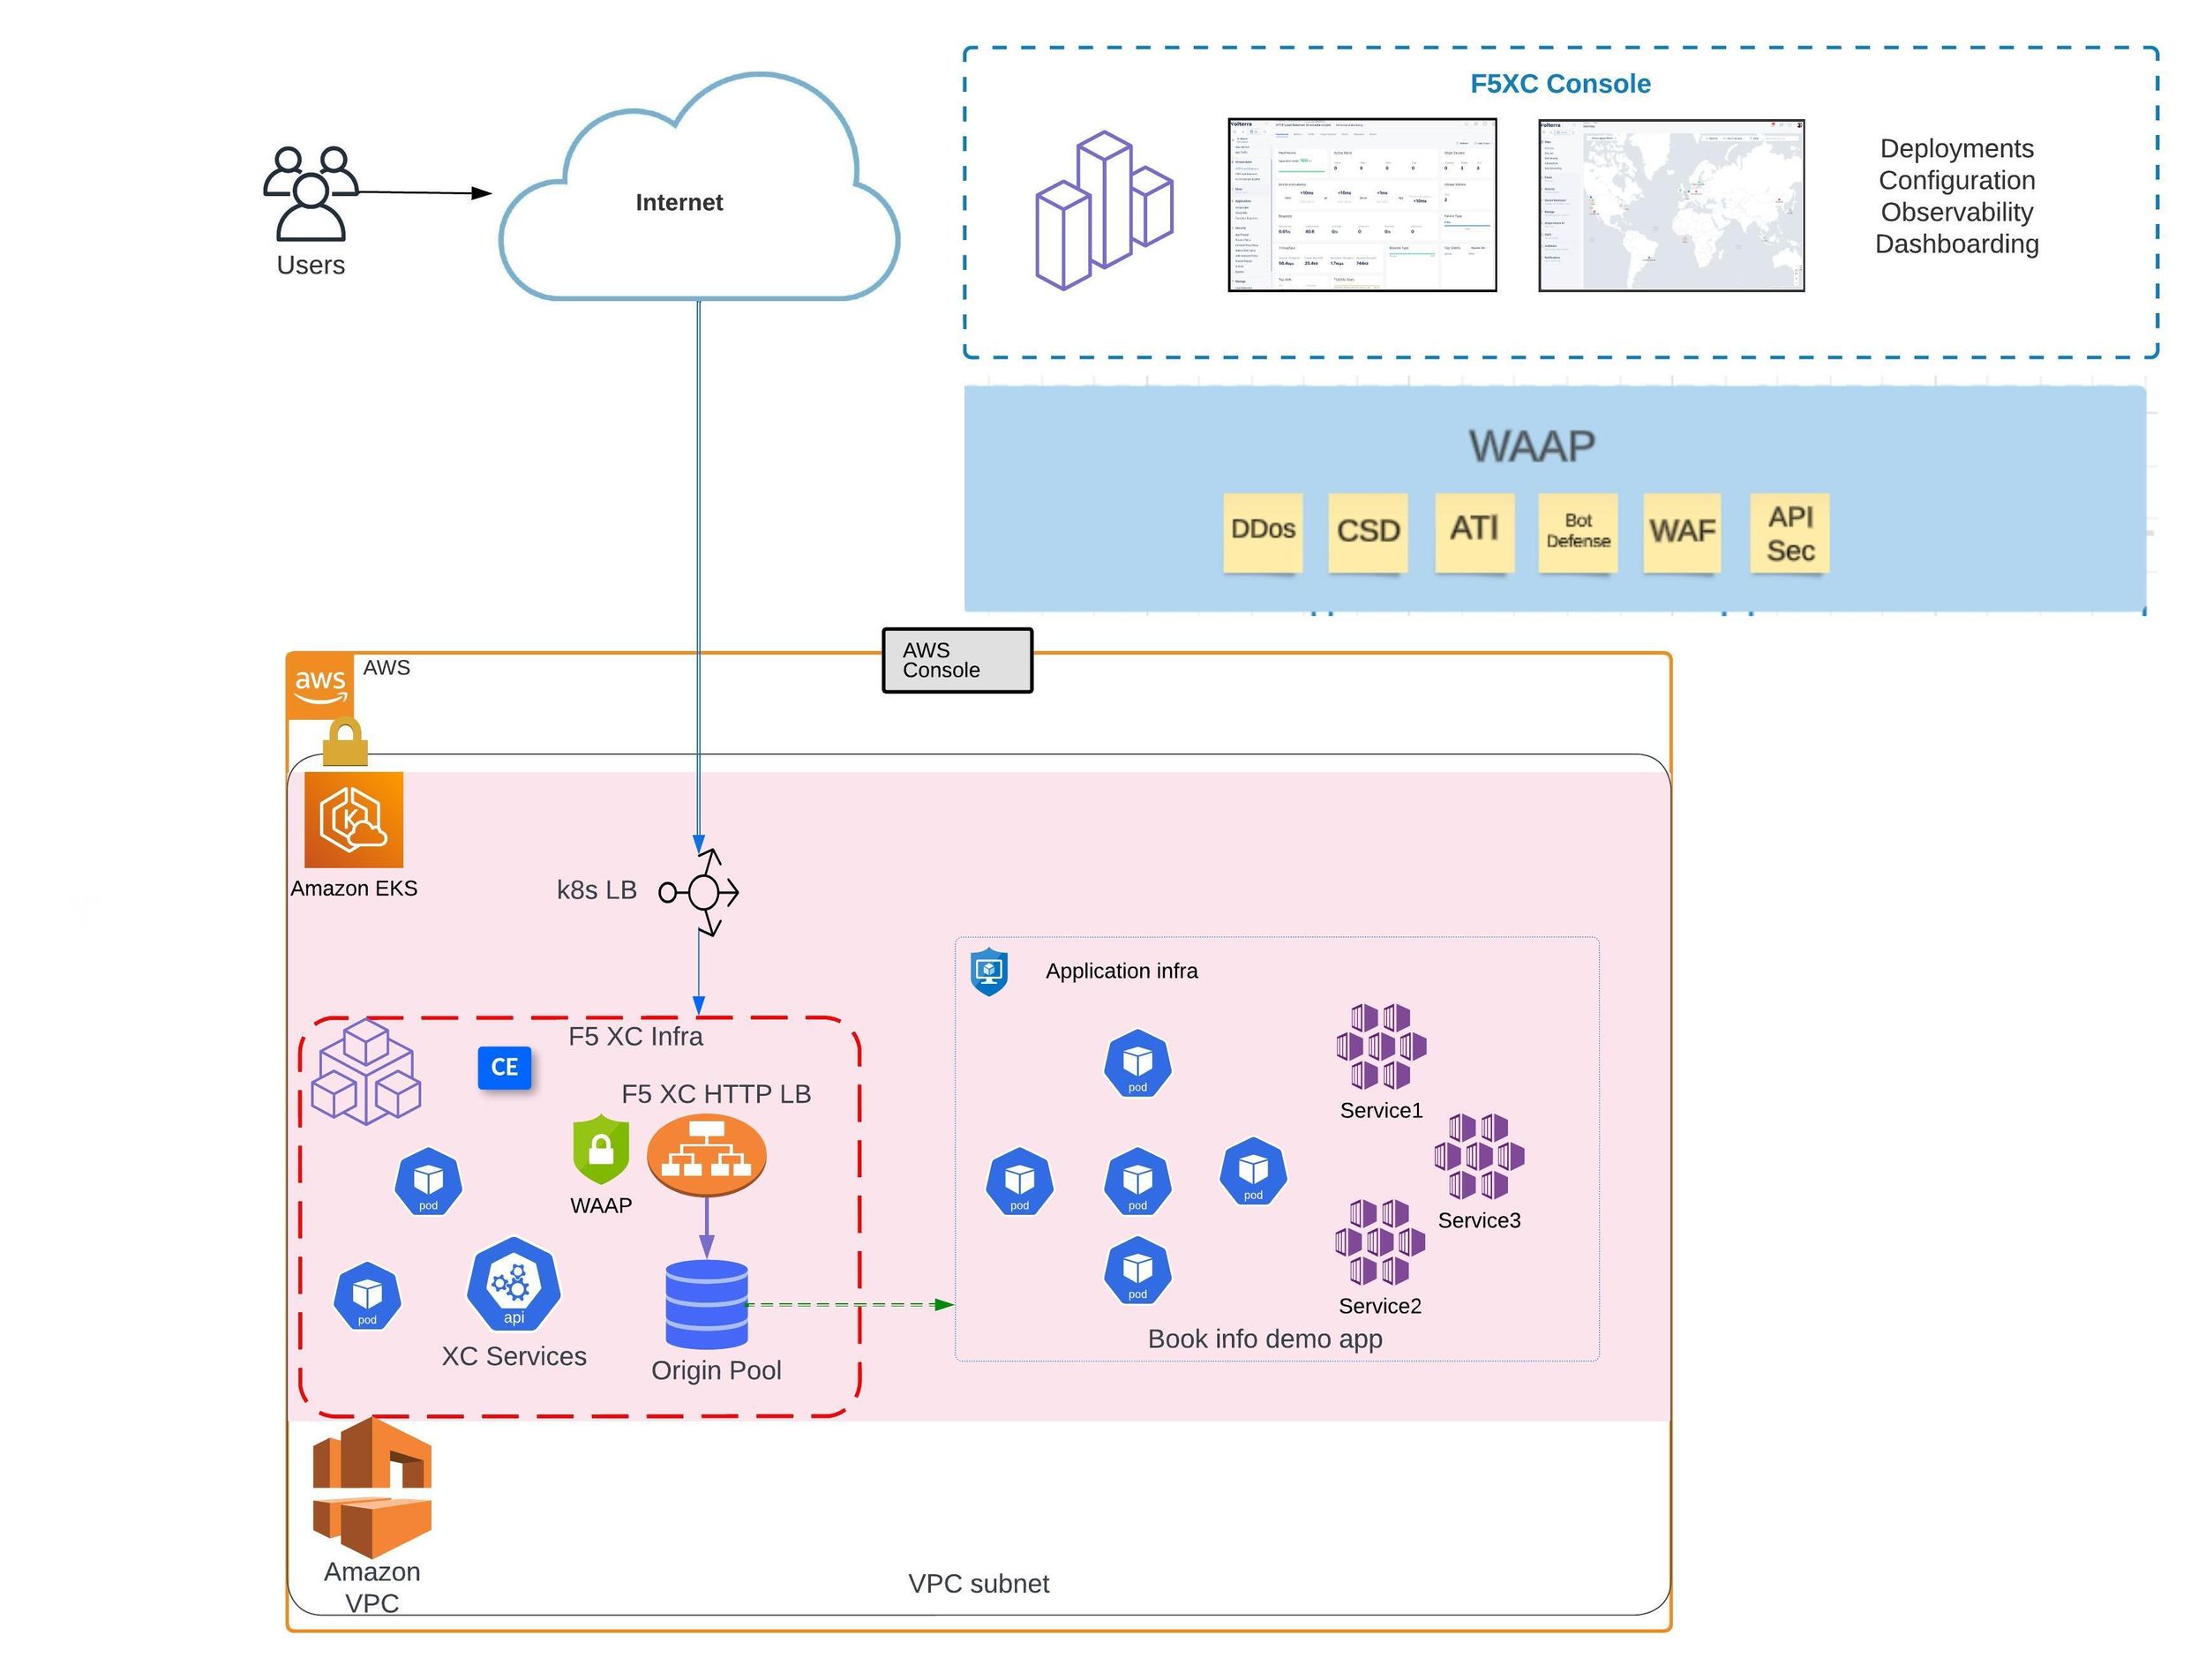 F5XC Console
Volterra
Volterra
Deployments
Configuration
Observability
Dashboarding
Internet
Users
WAAP
DDos
CSD
ATI
Bot
Defense
WAF
API
Sec
AWS
Console
aws
AWS
K
Amazon EKS
k8s LB
Application infra
F5 XC Infra
CE
F5 XC HTTP LB
WAAP
pod
pod
api
XC Services
Origin Pool
pod
pod
pod
pod
pod
Service1
Service3
Service2
Book info demo app
Amazon
VPC
VPC subnet